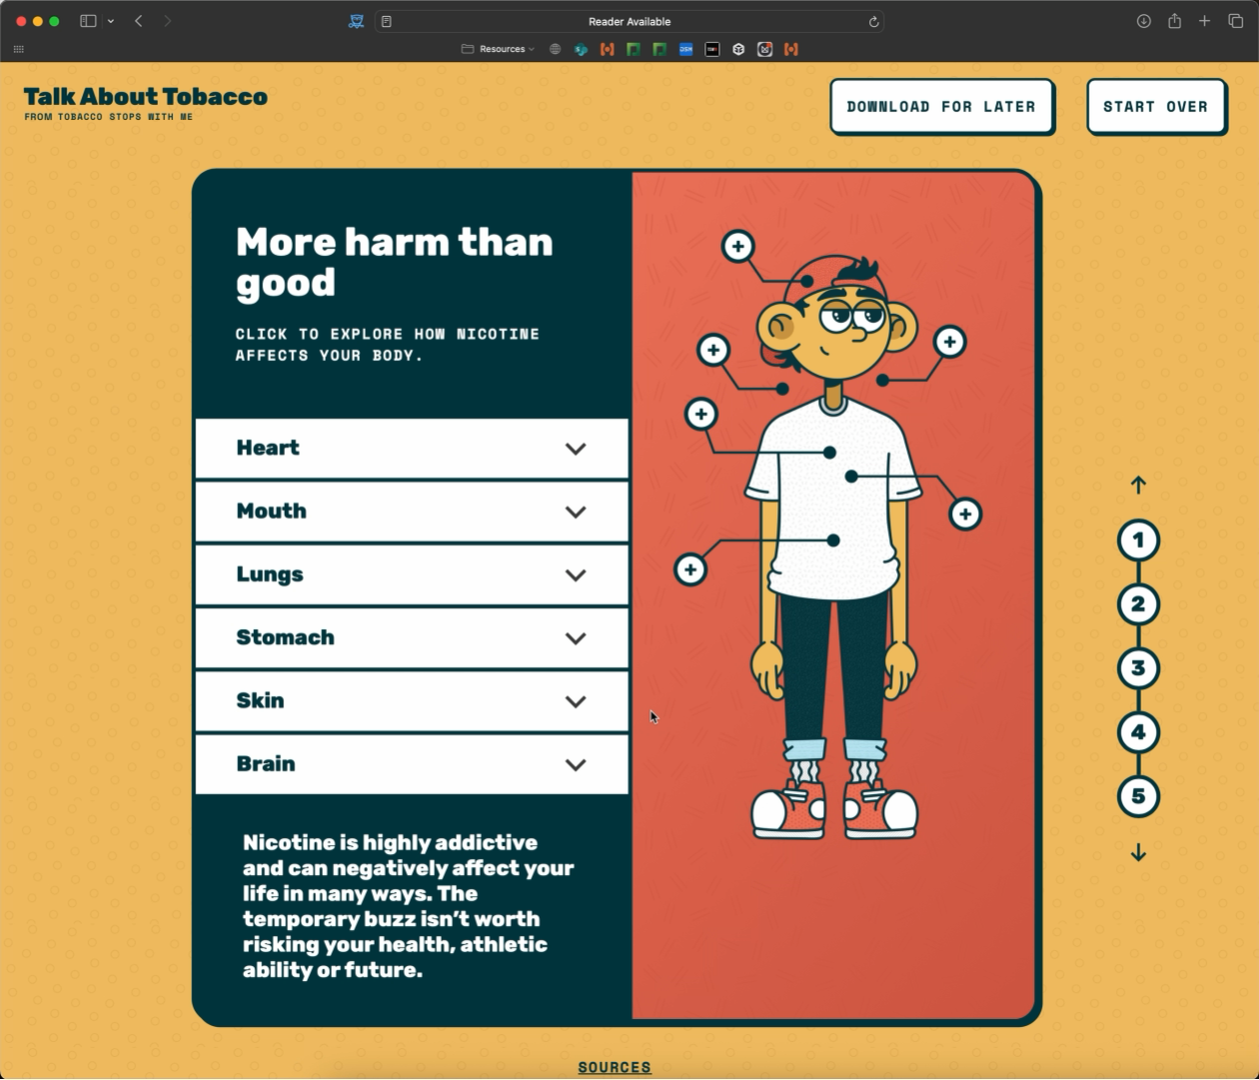 Reader Available
Resources
Talk About Tobacco
FROM TOBACCO STOPS WITH ME
DOWNLOAD FOR LATER
START OVER
More harm than
good
CLICK TO EXPLORE HOW NICOTINE
AFFECTS YOUR BODY.
Heart
Mouth
Lungs
Stomach
Skin
Brain
Nicotine is highly addictive
and can negatively affect your
life in many ways. The
temporary buzz isn’t worth
risking your health, athletic
ability or future.
1
2
3
4
5
SOURCES